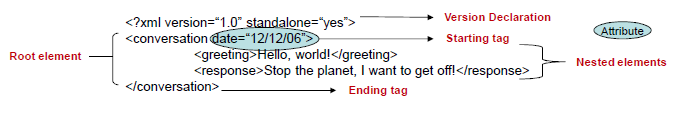 <?xml version=“1.0” standalone=“yes”> Version Declaration
<conversation date=“12/12/06”> Starting tag
Attribute
Root element
<greeting>Hello, world!</greeting>
<response>Stop the planet, I want to get off!</response>
Nested elements
</conversation> Ending tag